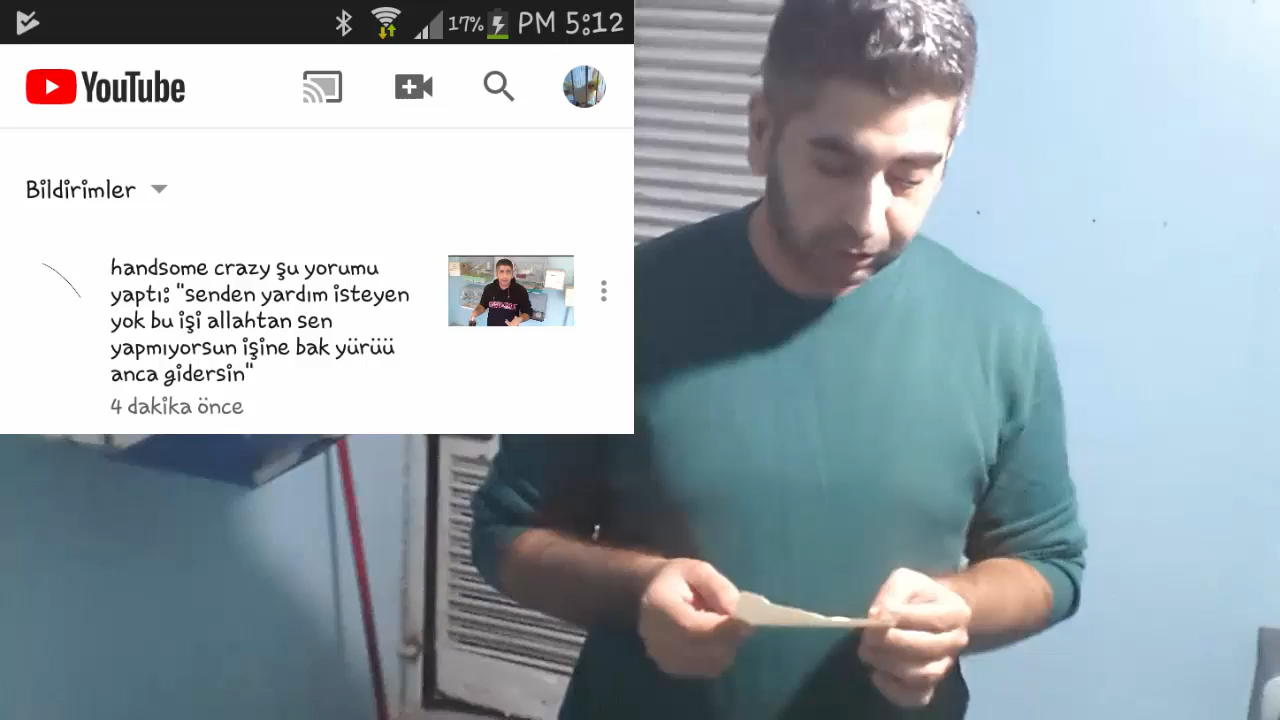 17% PM 5:12
YouTube
Bildirimler
handsome crazy şu yorumu
yaptı: "senden yardım isteyen
yok bu işi allahtan sen
yapmıyorsun işine bak yürüü
anca gidersin"
4 dakika önce